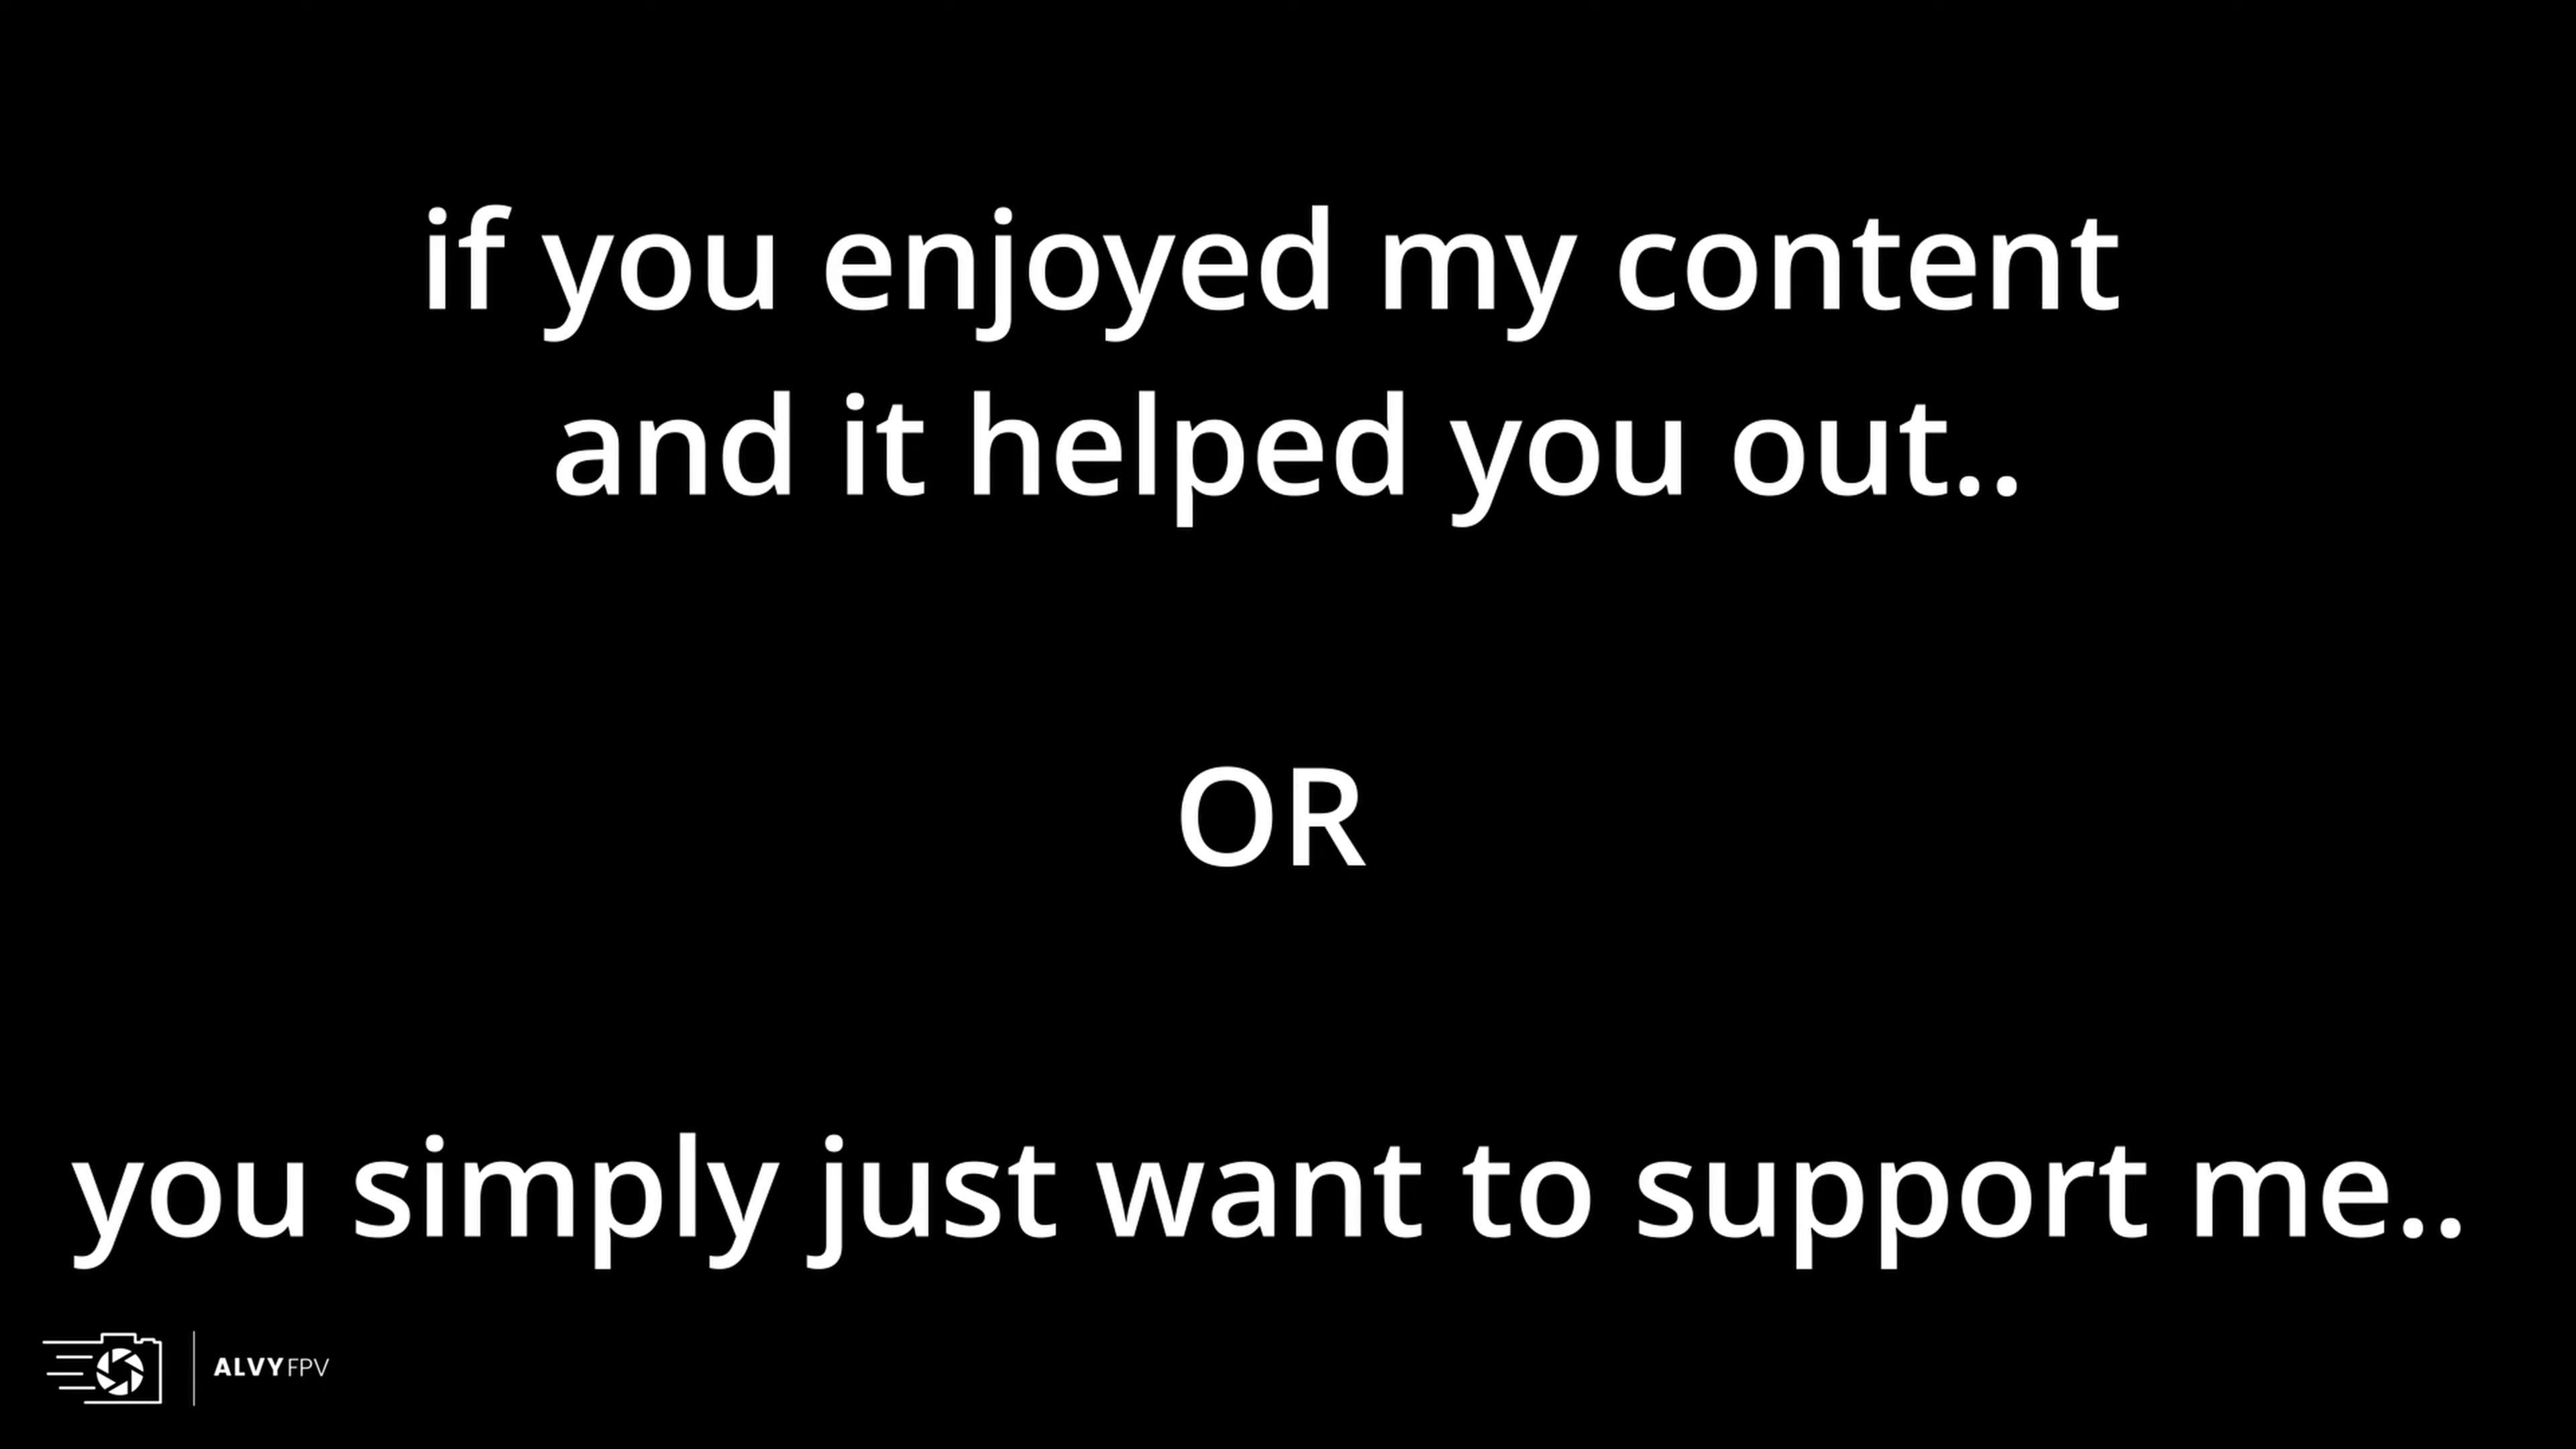 if you enjoyed my content
and it helped you out..
OR
you simply just want to support me..
ALVYFPV